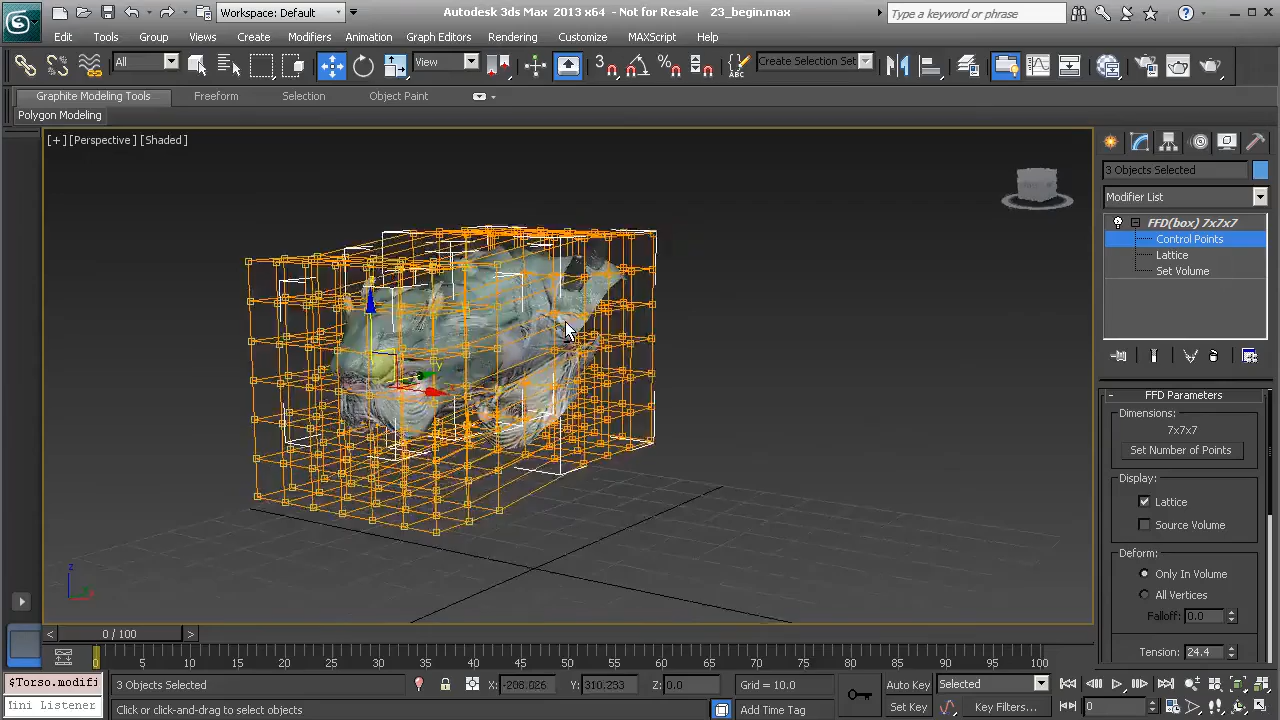 Workspace: Default
Autodesk 3ds Max 2013 x64 - Not for Resale 23_begin.max
Type a keyword or phrase
Edit Tools Group Views Create Modifiers Animation Graph Editors Rendering Customize MAXScript Help
All
View
3
Create Selection Set
Graphite Modeling Tools Freeform Selection Object Paint
Polygon Modeling
[+] [Perspective] [Shaded]
3 Objects Selected
Modifier List
FFD(box) 7x7x7
Control Points
Lattice
Set Volume
FFD Parameters
Dimensions:
7x7x7
Set Number of Points
Display:
Lattice
Source Volume
Deform:
Only In Volume
All Vertices
Falloff: 0.0
Tension: 24.4
y
z
< 0 / 100 >
0 5 10 15 20 25 30 35 40 45 50 55 60 65 70 75 80 85 90 95 100
$Torso.modifi
3 Objects Selected
X: -206.026 Y: 310.293 Z: 0.0
Grid = 10.0
Auto Key
Selected
Mini Listener
Click or click-and-drag to select objects
Add Time Tag
Set Key
Key Filters...
0